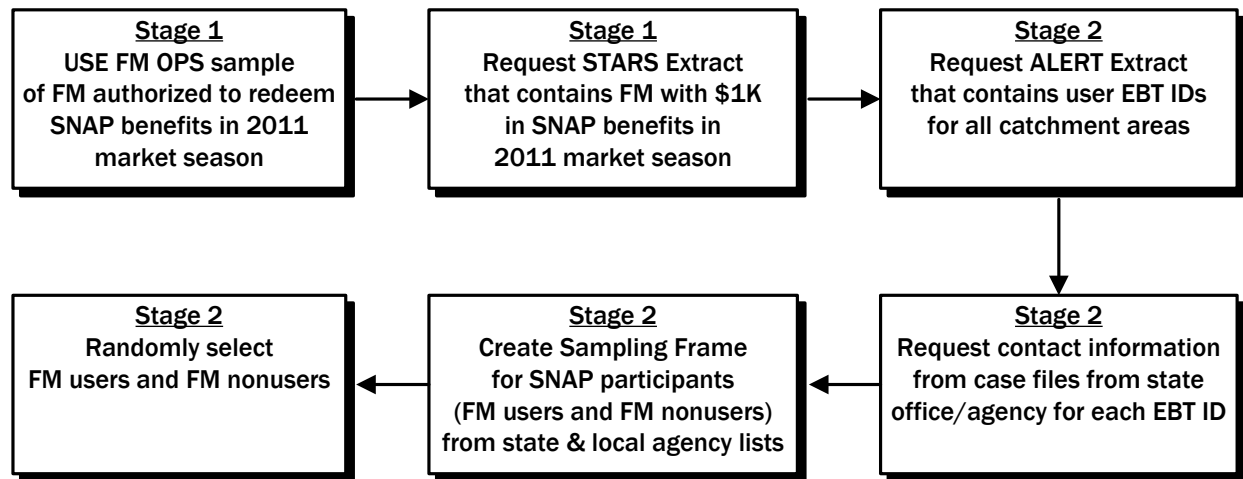 Stage 1
USE FM OPS sample
of FM authorized to redeem
SNAP benefits in 2011
market season
Stage 1
Request STARS Extract
that contains FM with $1K
in SNAP benefits in
2011 market season
Stage 2
Request ALERT Extract
that contains user EBT IDs
for all catchment areas
Stage 2
Request contact information
from case files from state
office/agency for each EBT ID
Stage 2
Create Sampling Frame
for SNAP participants
(FM users and FM nonusers)
from state & local agency lists
Stage 2
Randomly select
FM users and FM nonusers